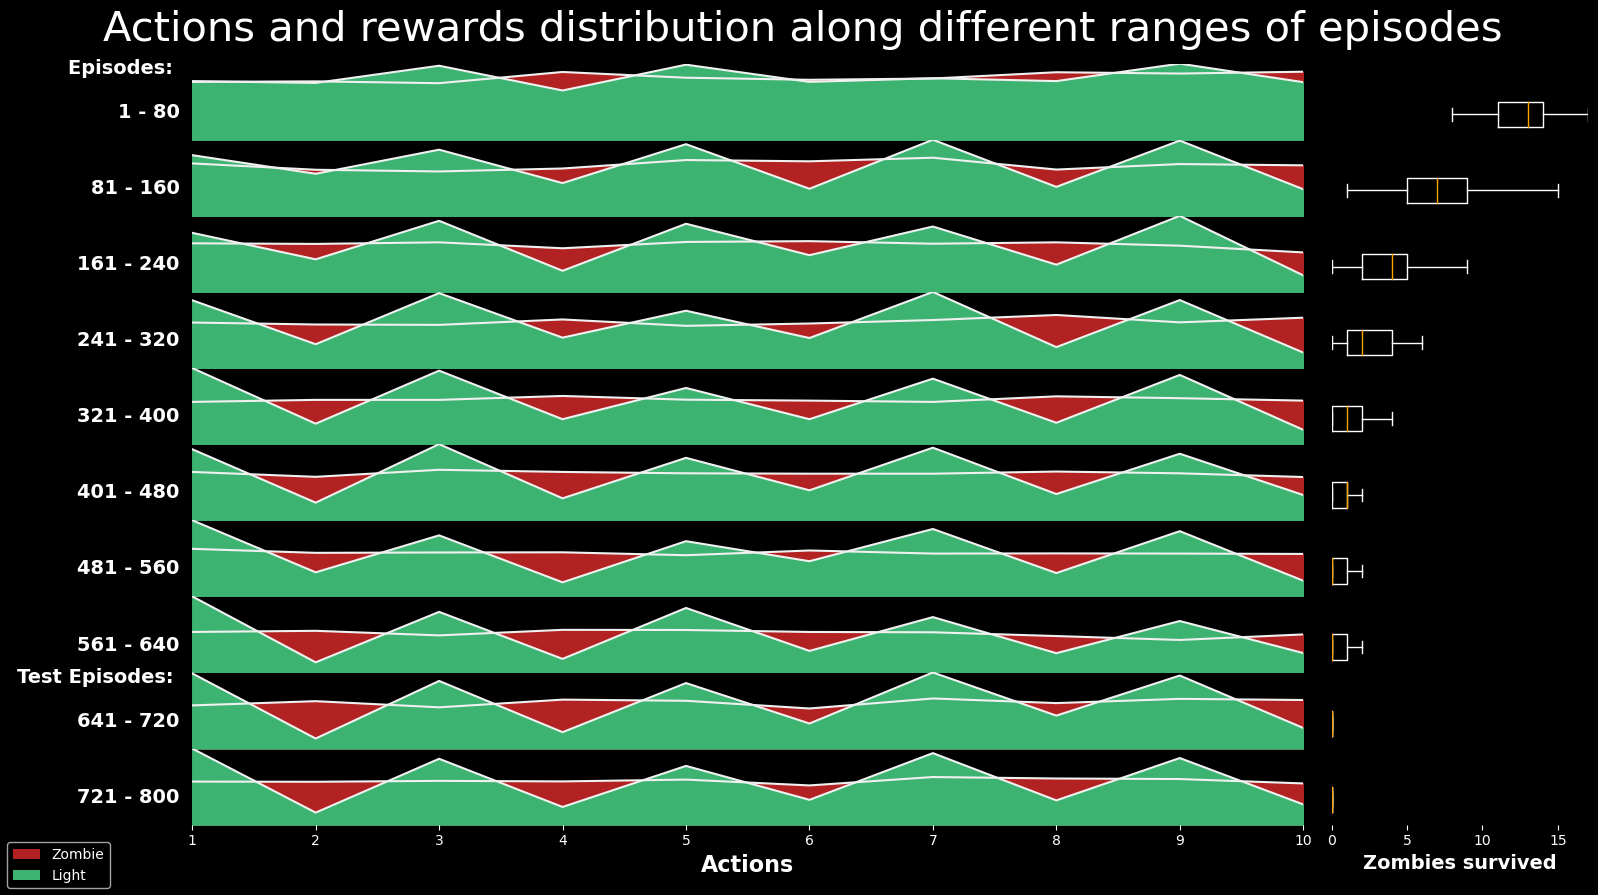 Actions and rewards distribution along different ranges of episodes
Episodes:
1 - 80
81 - 160
161 - 240
241 - 320
321 - 400
401 - 480
481 - 560
561 - 640
Test Episodes:
641 - 720
721 - 800
1 2 3 4 5 6 7 8 9 10
Actions
0 5 10 15
Zombies survived
Zombie
Light